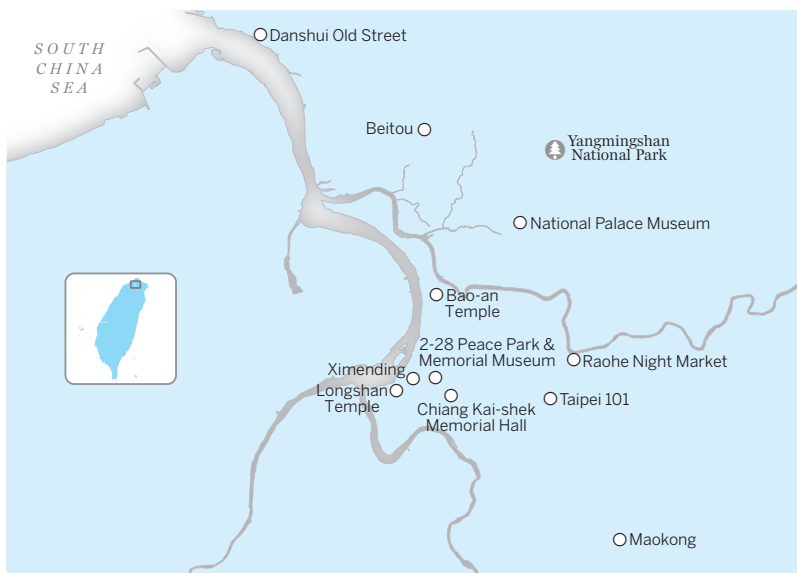 Danshui Old Street
SOUTH
CHINA
SEA
Beitou
Yangmingshan
National Park
National Palace Museum
Bao-an
Temple
2-28 Peace Park &
Memorial Museum
Raohe Night Market
Ximending
Longshan
Temple
Chiang Kai-shek
Memorial Hall
Taipei 101
Maokong